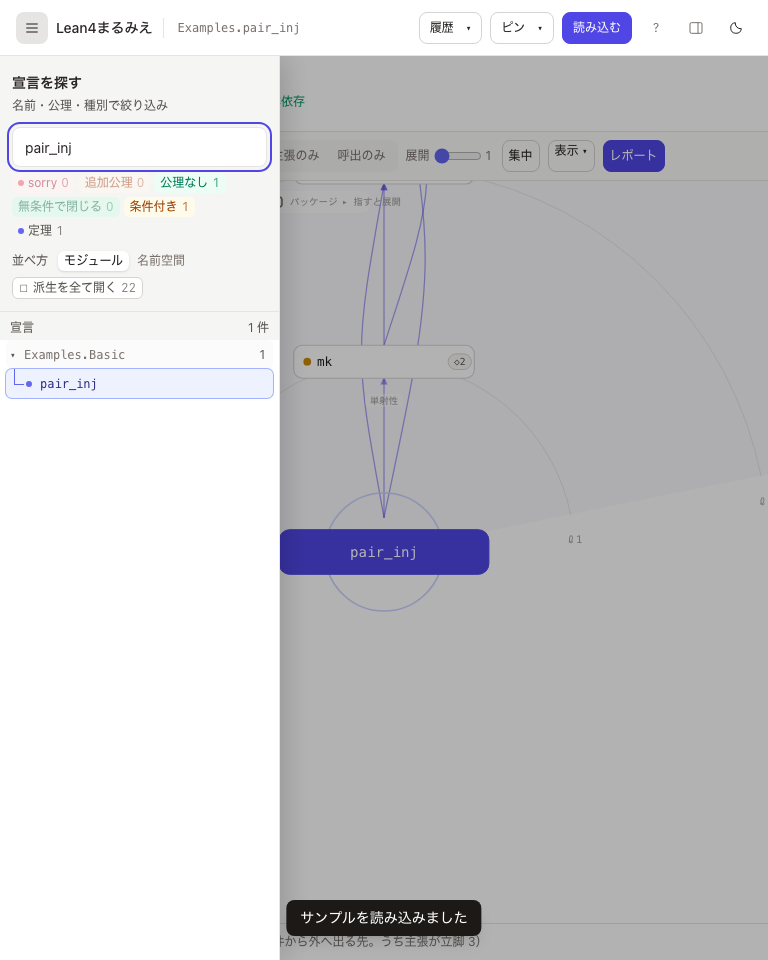 Lean4まるみえ Examples.pair_inj 履歴 ▾ ピン ▾ 読み込む ?
宣言を探す
名前・公理・種別で絞り込み
pair_inj
sorry 0 追加公理 0 公理なし 1
無条件で閉じる 0 条件付き 1
定理 1
並べ方 モジュール 名前空間
派生を全て開く 22
宣言 1 件
▾ Examples.Basic 1
pair_inj
依存
張のみ 呼出のみ 展開 1 集中 表示 ▾ レポート
パッケージ ▸ 指すと展開
mk ◇2
単射性
1
pair_inj
サンプルを読み込みました
から外へ出る先。うち主張が立脚 3)